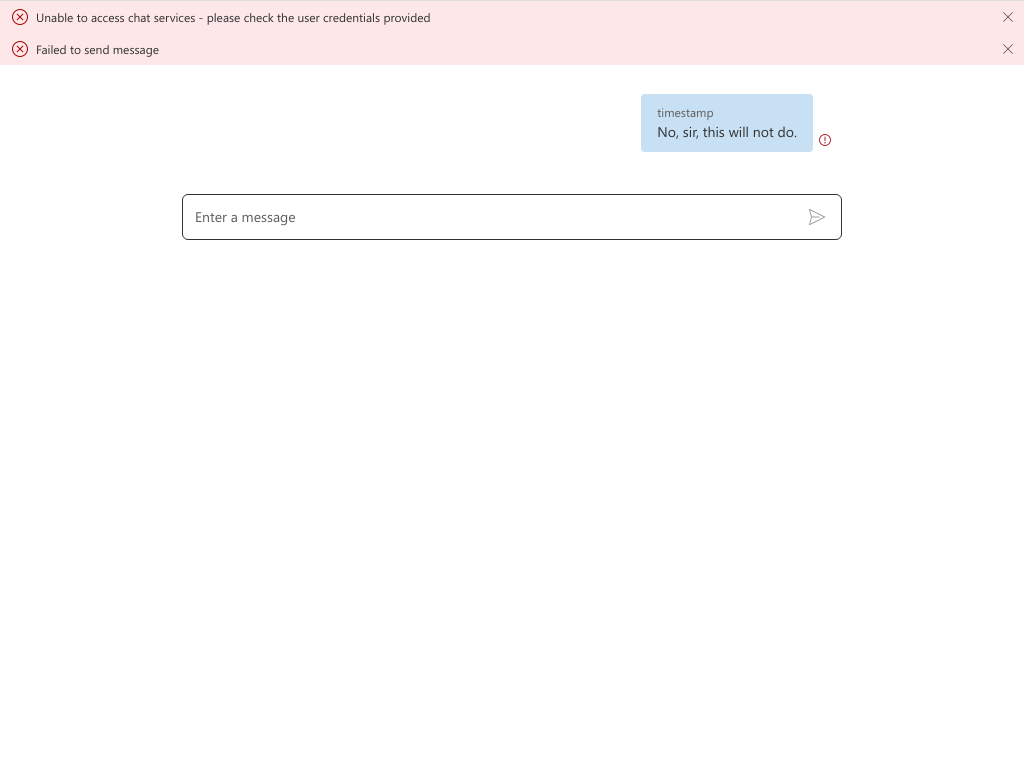 Unable to access chat services - please check the user credentials provided
Failed to send message
timestamp
No, sir, this will not do.
Enter a message